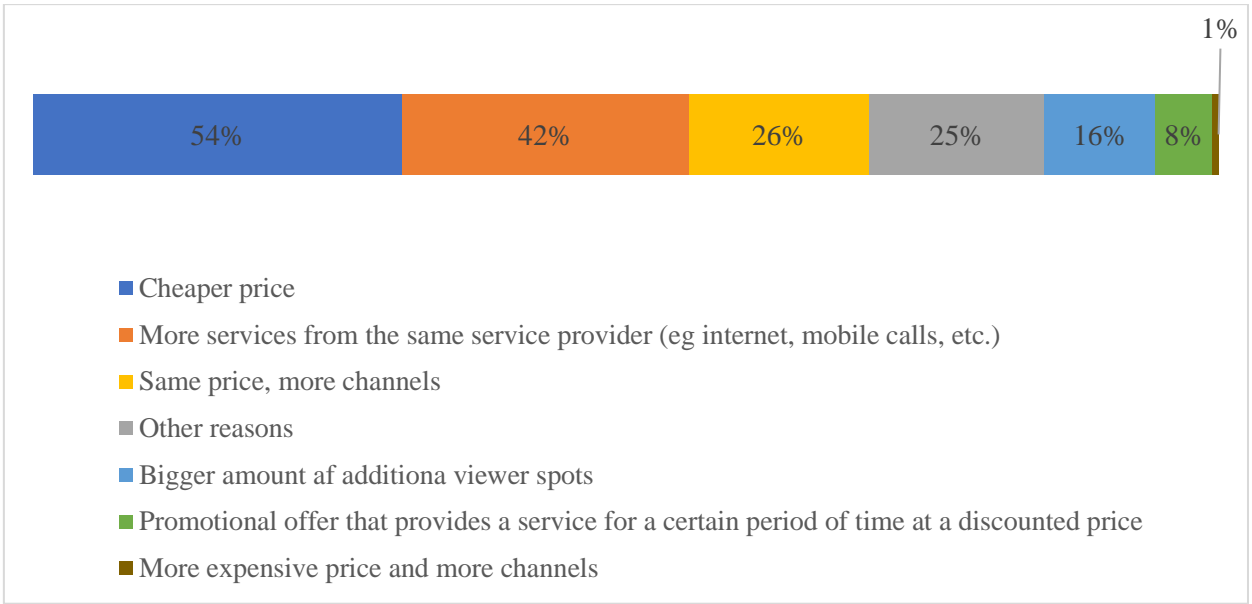 1%
54% 42% 26% 25% 16% 8%
Cheaper price
More services from the same service provider (eg internet, mobile calls, etc.)
Same price, more channels
Other reasons
Bigger amount af additiona viewer spots
Promotional offer that provides a service for a certain period of time at a discounted price
More expensive price and more channels